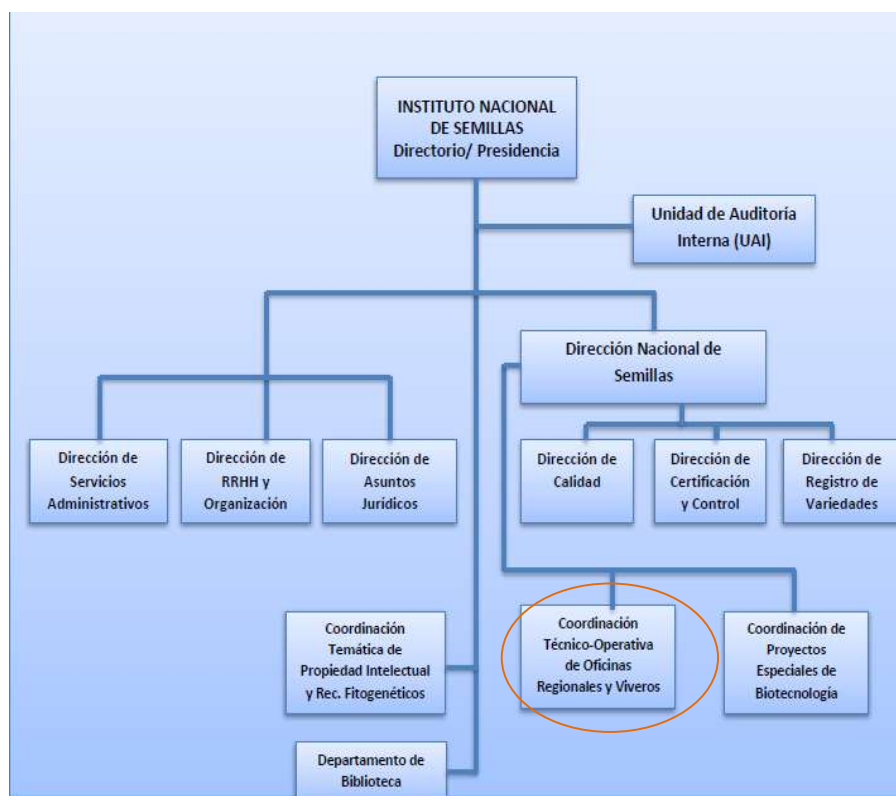 INSTITUTO NACIONAL
DE SEMILLAS
Directorio/ Presidencia
Unidad de Auditoría
Interna (UAI)
Dirección Nacional de
Semillas
Dirección de
Servicios
Administrativos
Dirección de
RRHH y
Organización
Dirección de
Asuntos
Jurídicos
Dirección de
Calidad
Dirección de
Certificación
y Control
Dirección de
Registro de
Variedades
Coordinación
Temática de
Propiedad Intelectual
y Rec. Fitogenéticos
Coordinación
Técnico-Operativa
de Oficinas
Regionales y Viveros
Coordinación de
Proyectos
Especiales de
Biotecnología
Departamento de
Biblioteca